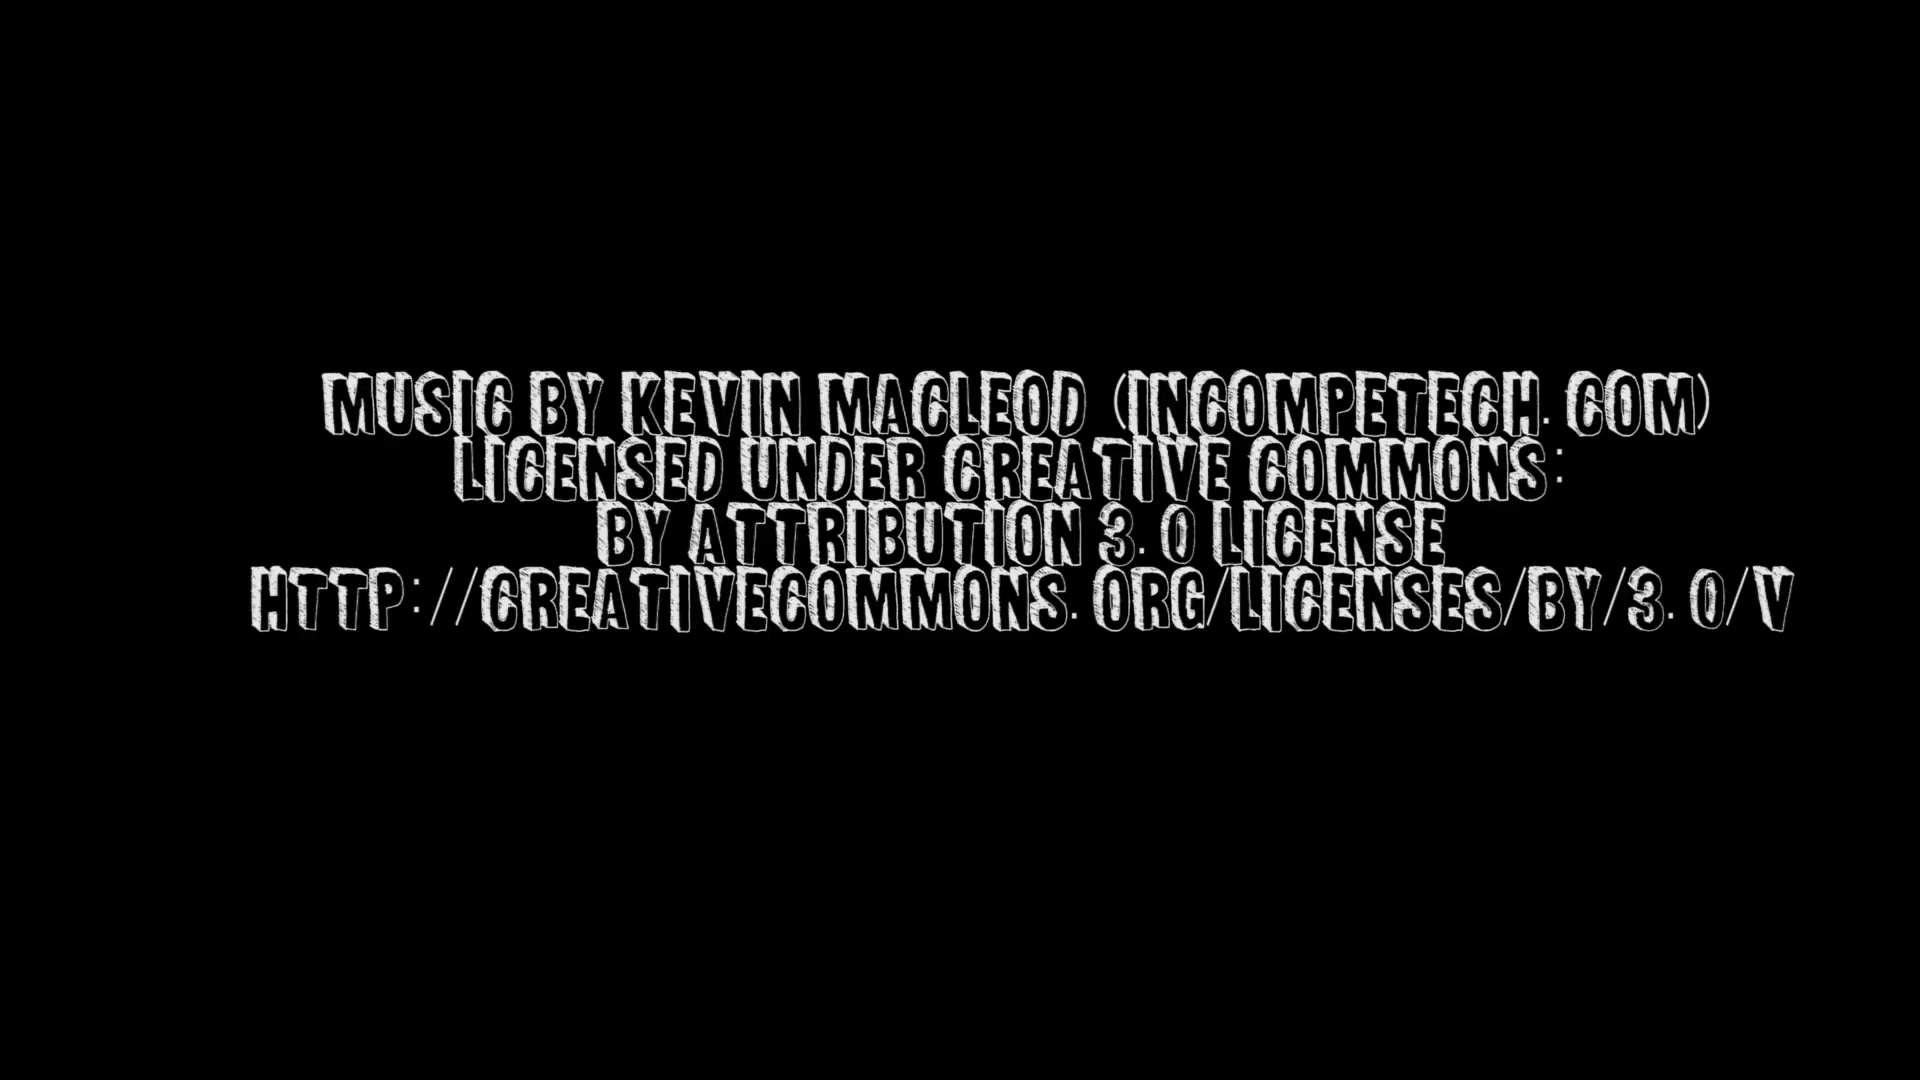 MUSIC BY KEVIN MACLEOD (INCOMPETECH.COM)
LICENSED UNDER CREATIVE COMMONS:
BY ATTRIBUTION 3.0 LICENSE
HTTP://CREATIVECOMMONS.ORG/LICENSES/BY/3.0/V